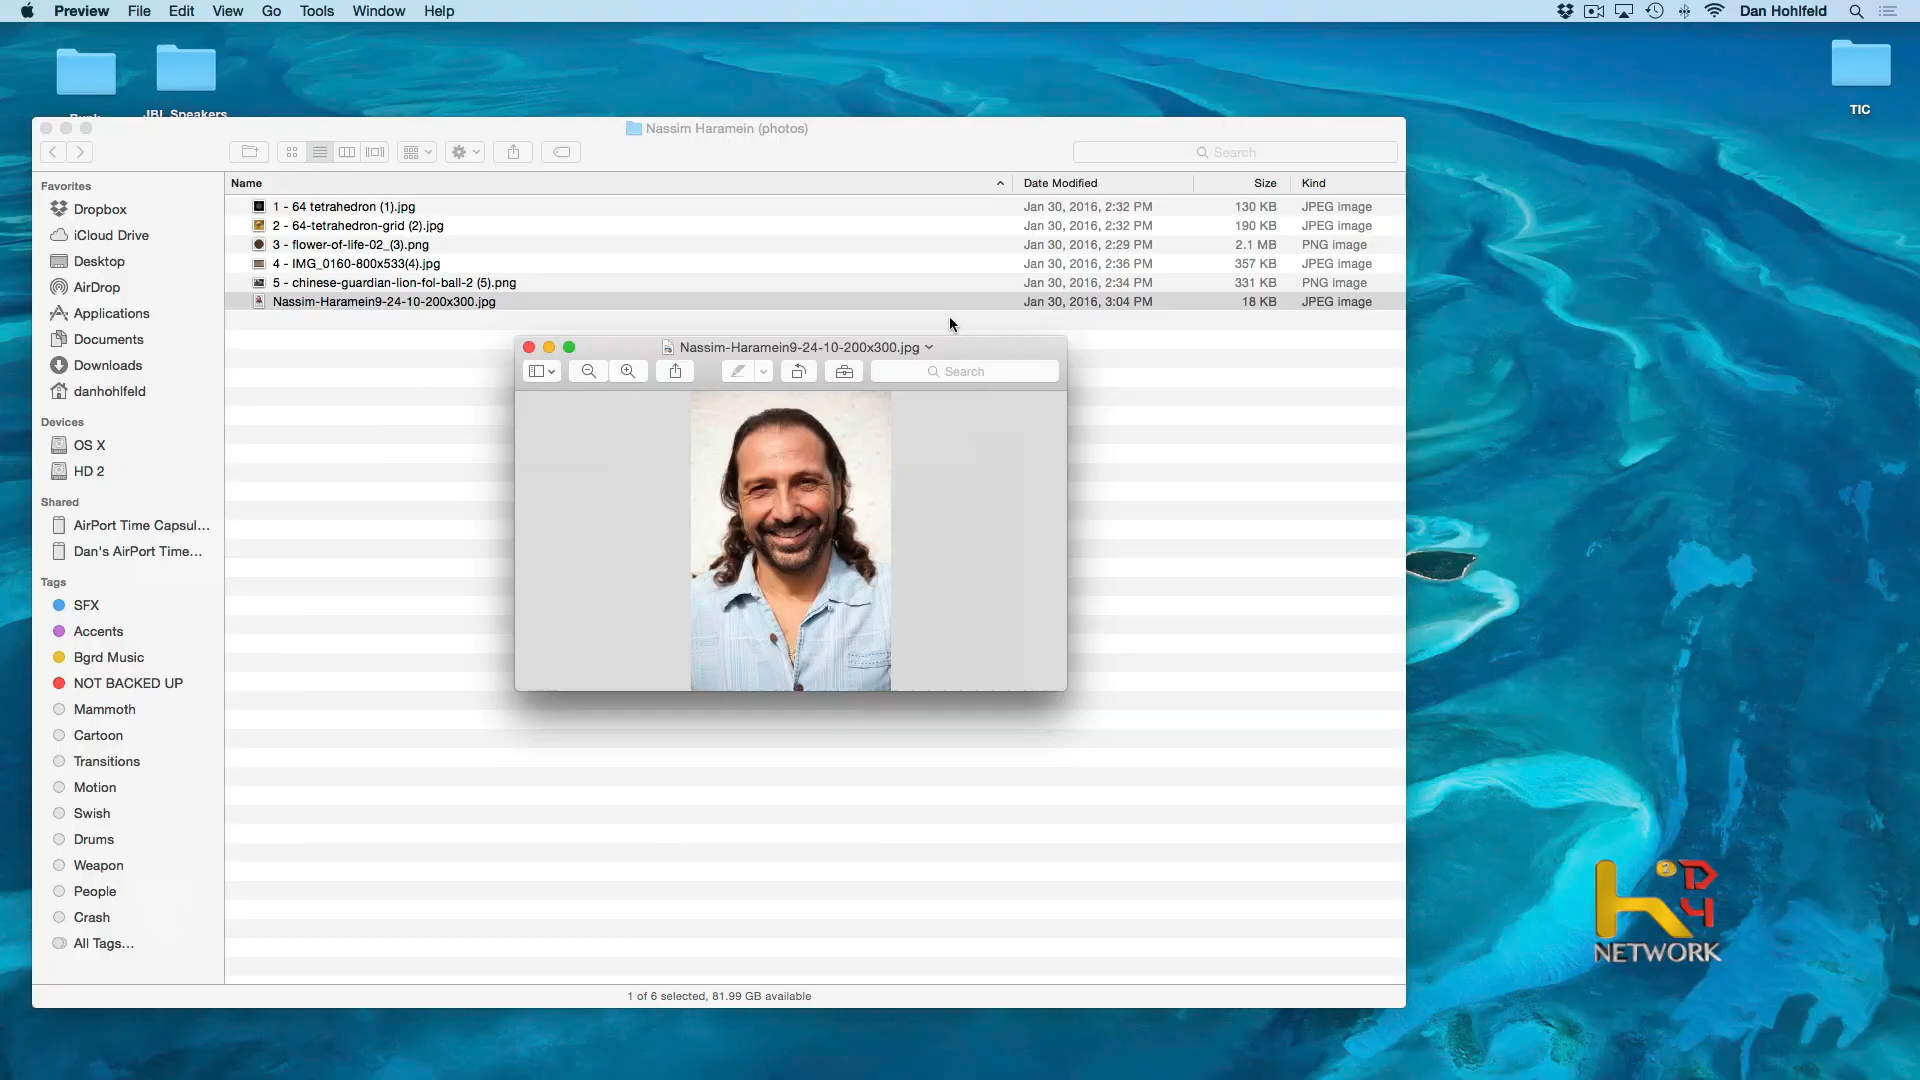 Preview File Edit View Go Tools Window Help Dan Hohlfeld
JBL Speakers
TIC
Nassim Haramein (photos)
Search
Favorites
Dropbox
iCloud Drive
Desktop
AirDrop
Applications
Documents
Downloads
danhohlfeld
Devices
OS X
HD 2
Shared
AirPort Time Capsul...
Dan's AirPort Time...
Tags
SFX
Accents
Bgrd Music
NOT BACKED UP
Mammoth
Cartoon
Transitions
Motion
Swish
Drums
Weapon
People
Crash
All Tags...
Name Date Modified Size Kind
1 - 64 tetrahedron (1).jpg Jan 30, 2016, 2:32 PM 130 KB JPEG image
2 - 64-tetrahedron-grid (2).jpg Jan 30, 2016, 2:32 PM 190 KB JPEG image
3 - flower-of-life-02_(3).png Jan 30, 2016, 2:29 PM 2.1 MB PNG image
4 - IMG_0160-800x533(4).jpg Jan 30, 2016, 2:36 PM 357 KB JPEG image
5 - chinese-guardian-lion-fol-ball-2 (5).png Jan 30, 2016, 2:34 PM 331 KB PNG image
Nassim-Haramein9-24-10-200x300.jpg Jan 30, 2016, 3:04 PM 18 KB JPEG image
Nassim-Haramein9-24-10-200x300.jpg
Search
1 of 6 selected, 81.99 GB available
NETWORK